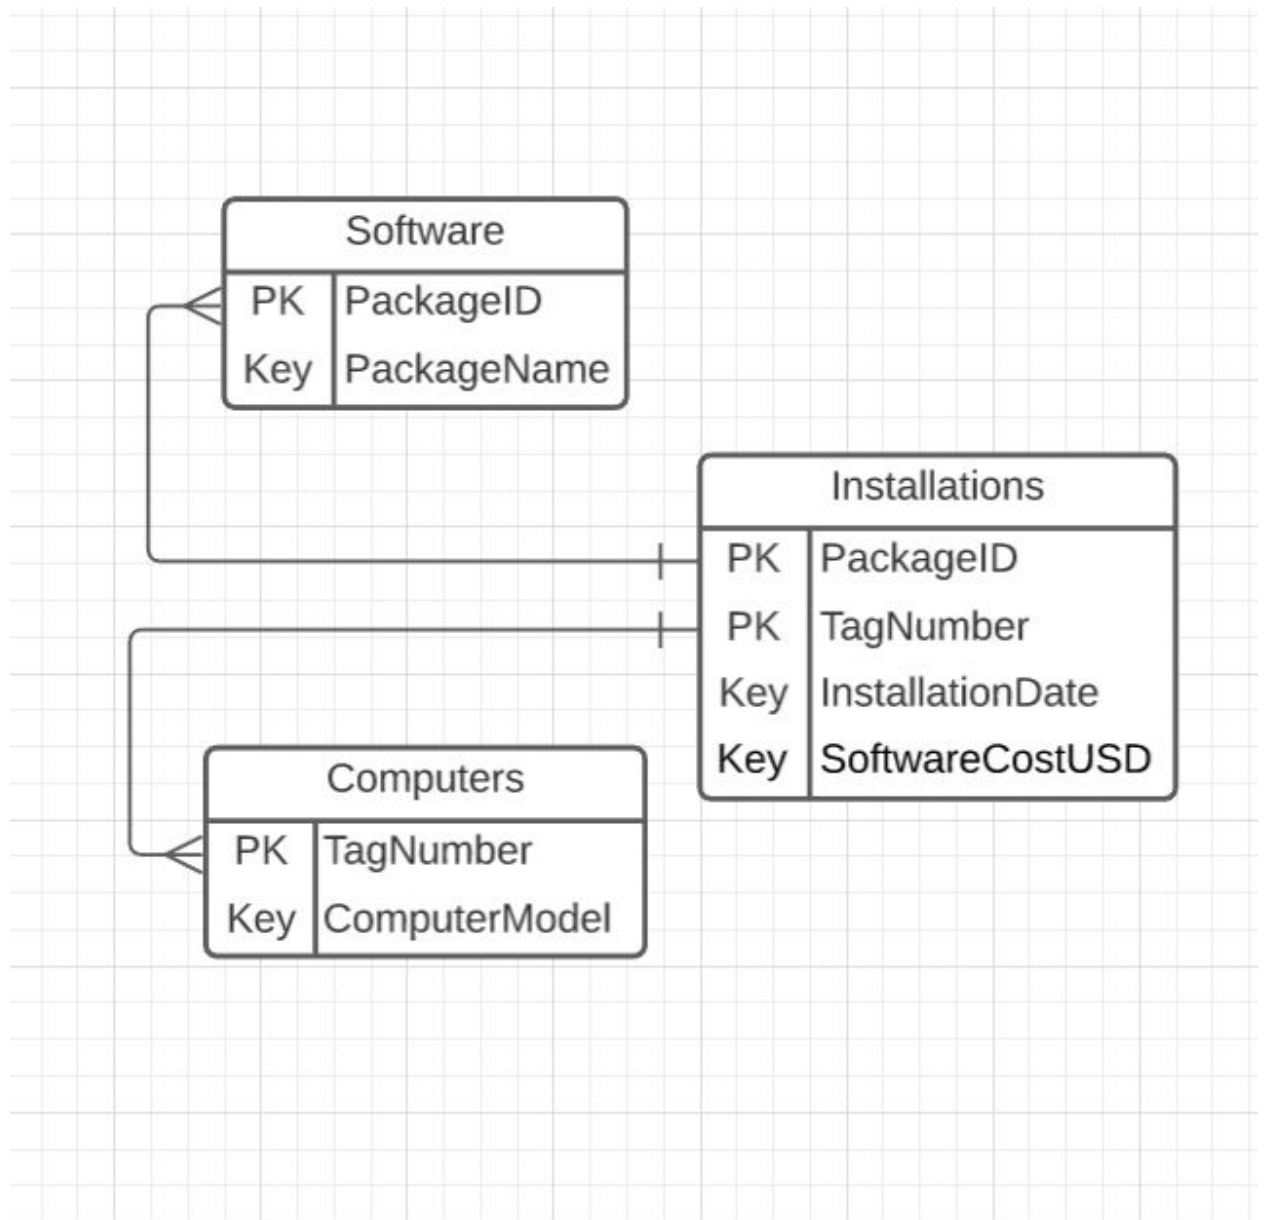 Software
PK PackageID
Key PackageName
Installations
PK PackageID
PK TagNumber
Key InstallationDate
Key SoftwareCostUSD
Computers
PK TagNumber
Key ComputerModel